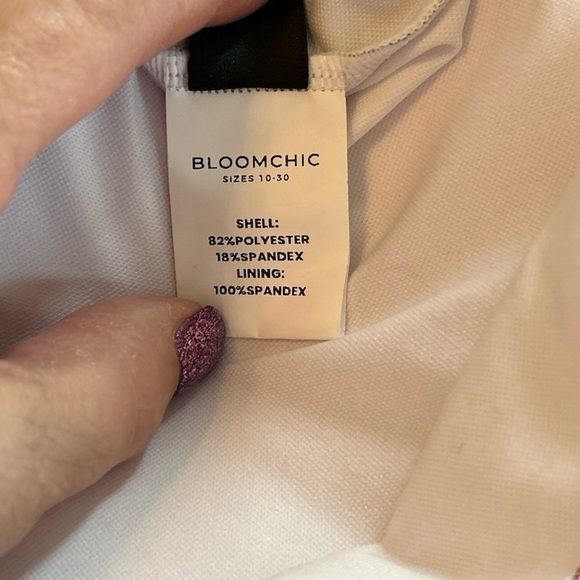 BLOOMCHIC
SIZES 10-30
SHELL:
82%POLYESTER
18%SPANDEX
LINING:
100%SPANDEX